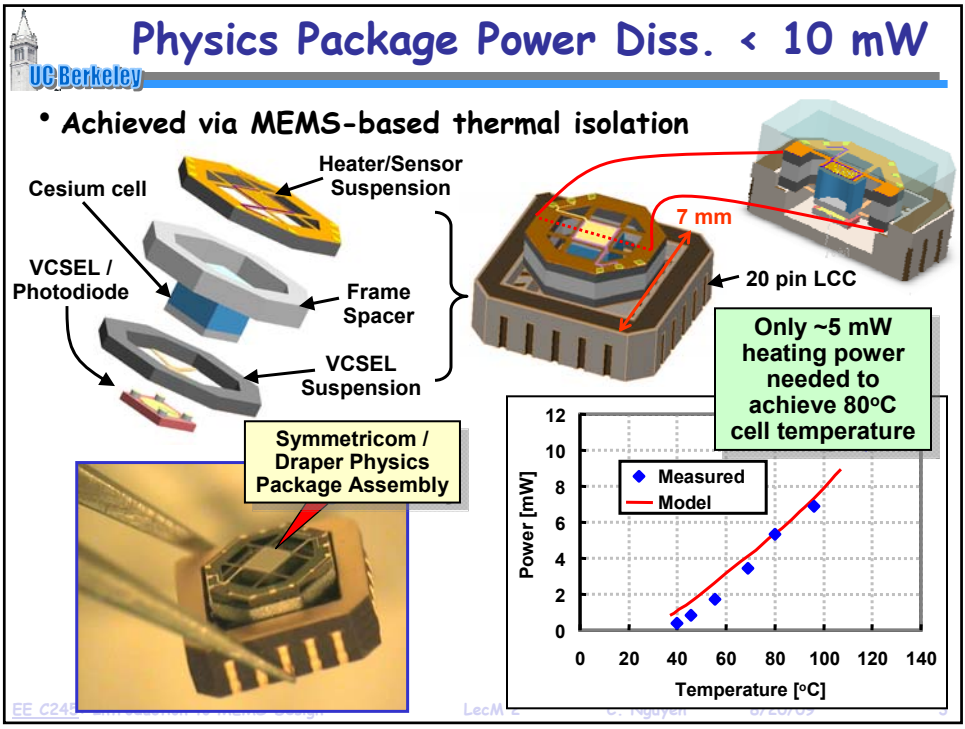 Physics Package Power Diss. < 10 mW
UC Berkeley
• Achieved via MEMS-based thermal isolation
Heater/Sensor
Suspension
Cesium cell
7 mm
VCSEL /
Photodiode
20 pin LCC
Frame
Spacer
VCSEL
Suspension
Only ~5 mW
heating power
needed to
achieve 80°C
cell temperature
Symmetricom /
Draper Physics
Package Assembly
12
10
8
6
4
2
0
Power [mW]
Measured
Model
0 20 40 60 80 100 120 140
Temperature [°C]
EE C245
LecM 2
C. Nguyen